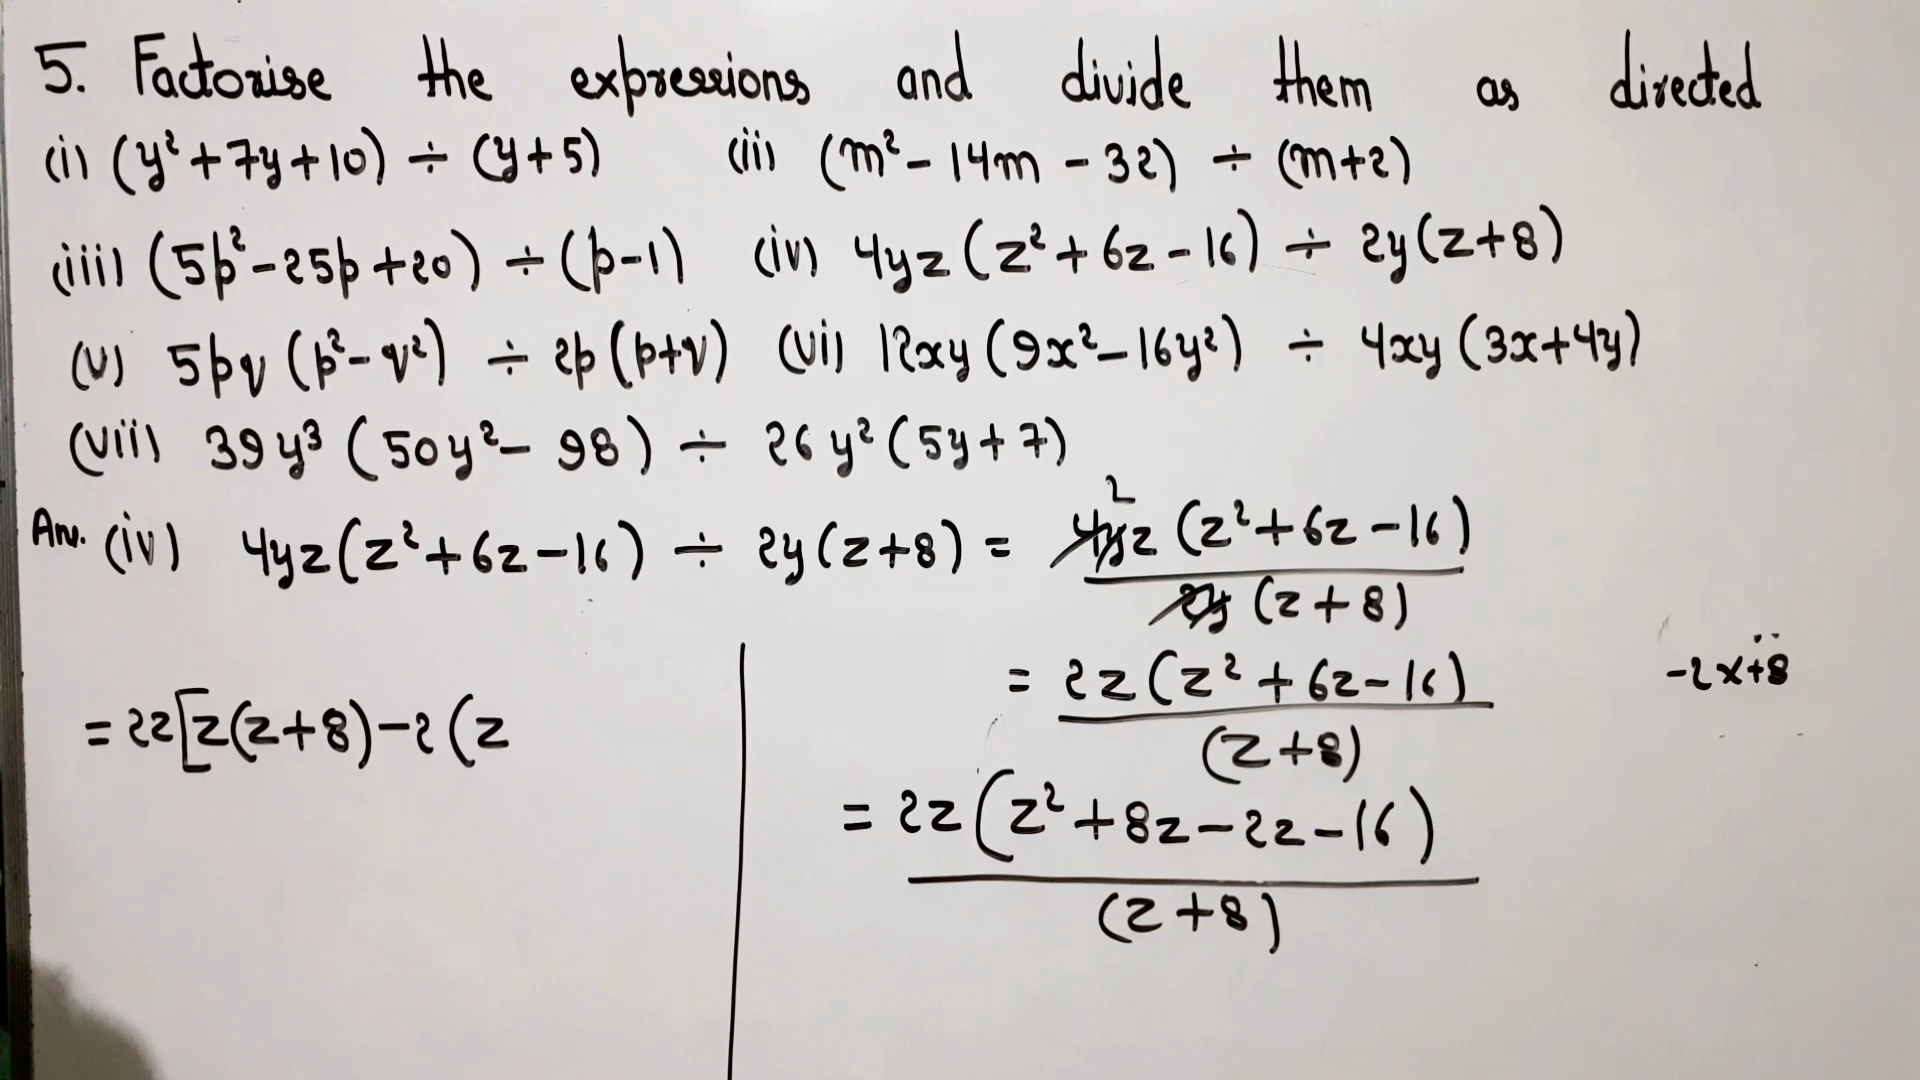 5. Factorise the expressions and divide them as directed
(i) (y²+7y+10) ÷ (y+5) (ii) (m²-14m-32) ÷ (m+2)
(iii) (5p²-25p+20) ÷ (p-1) (iv) 4yz(z²+6z-16) ÷ 2y(z+8)
(v) 5pq(p²-q²) ÷ 2p(p+q) (vi) 12xy(9x²-16y²) ÷ 4xy(3x+4y)
(vii) 39y³(50y²-98) ÷ 26y²(5y+7)
Ans. (iv) 4yz(z²+6z-16) ÷ 2y(z+8) = 4yz(z²+6z-16)
2
2y(z+8)
= 2z(z²+6z-16)
(z+8)
-2x+8
= 2z(z²+8z-2z-16)
(z+8)
= 2z[z(z+8)-2(z